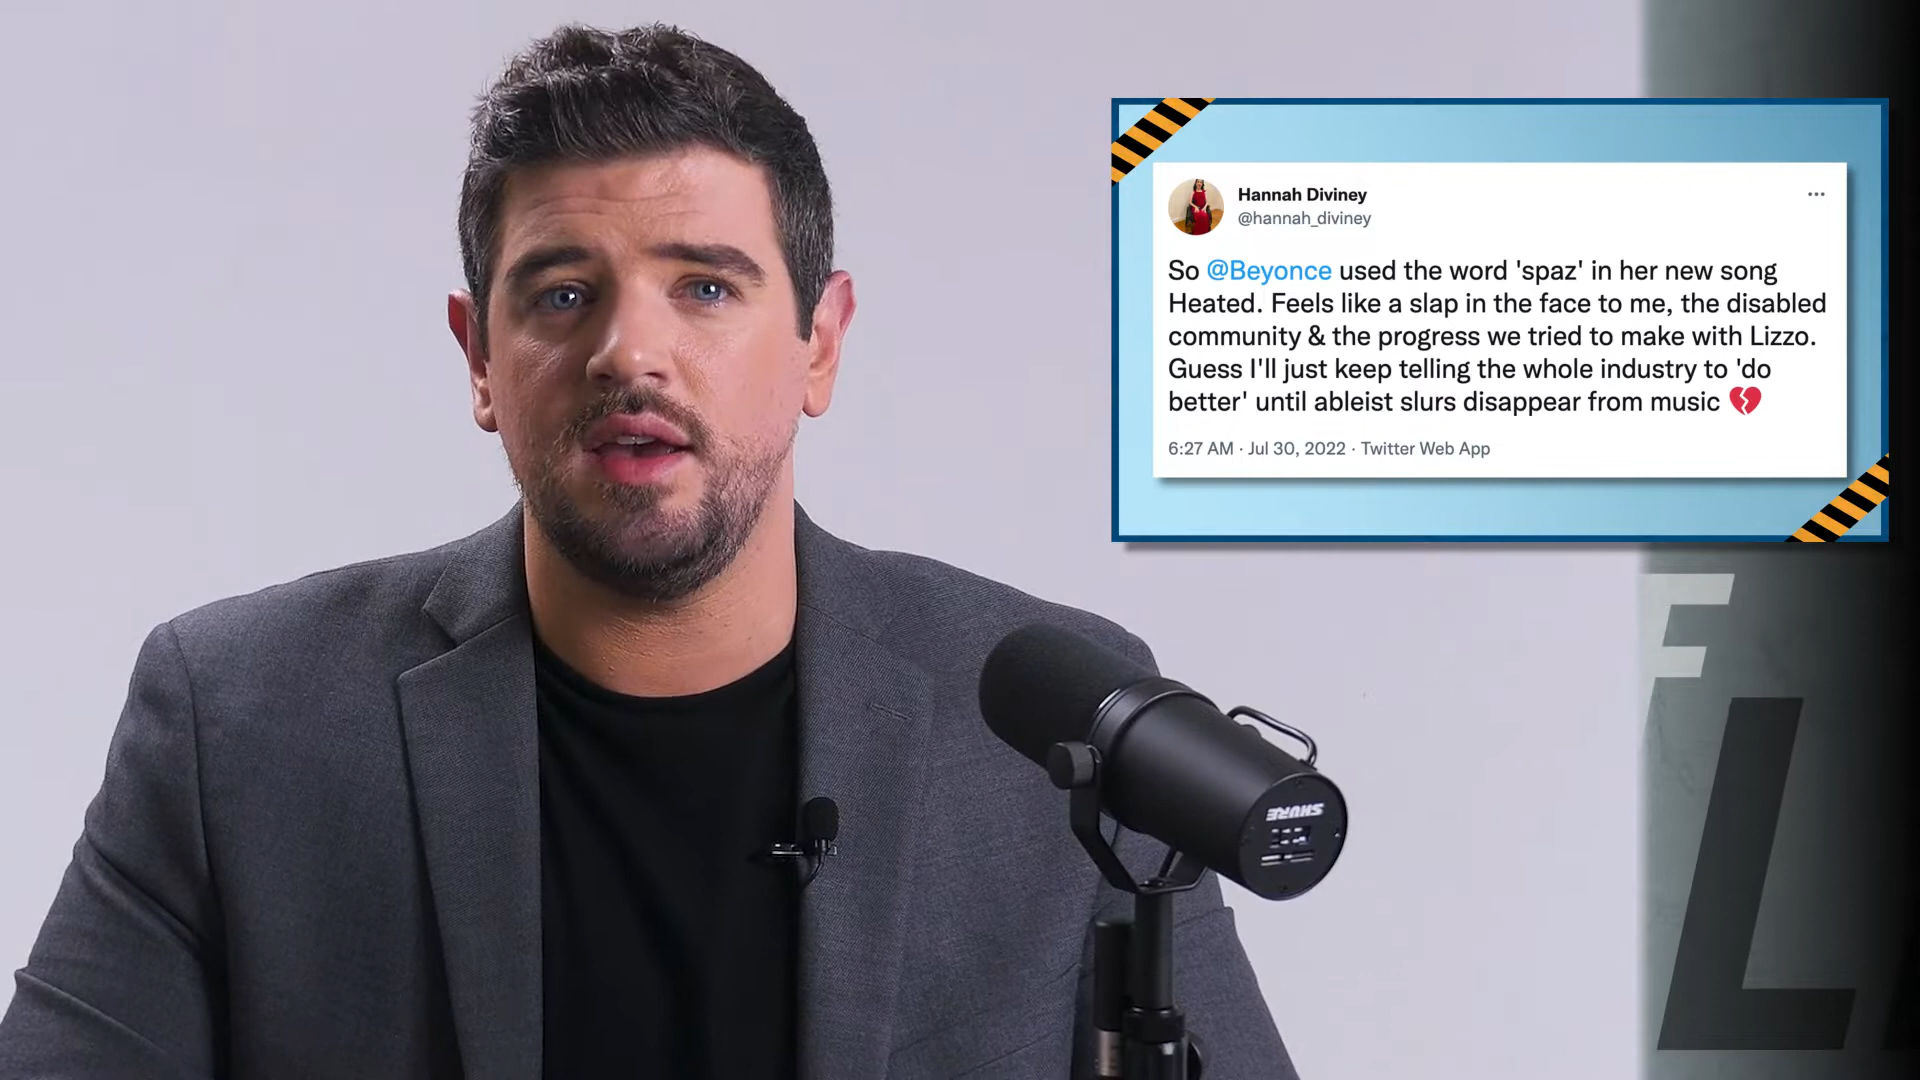 Hannah Diviney
@hannah_diviney
So @Beyonce used the word 'spaz' in her new song
Heated. Feels like a slap in the face to me, the disabled
community & the progress we tried to make with Lizzo.
Guess I'll just keep telling the whole industry to 'do
better' until ableist slurs disappear from music 💔
6:27 AM · Jul 30, 2022 · Twitter Web App
SHURE
F
L